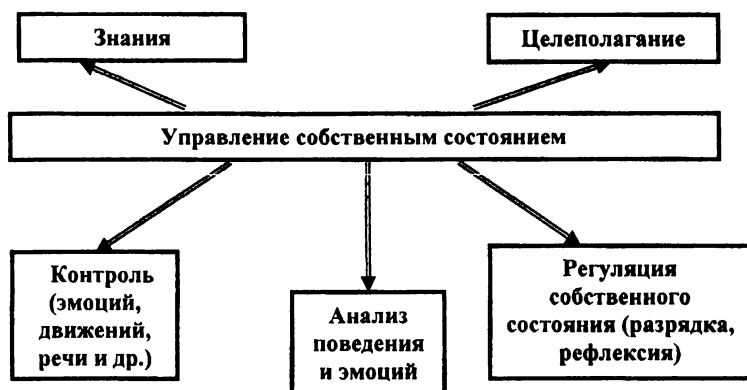 Знания
Целеполагание
Управление собственным состоянием
Контроль
(эмоций,
движений,
речи и др.)
Анализ
поведения
и эмоций
Регуляция
собственного
состояния (разрядка,
рефлексия)